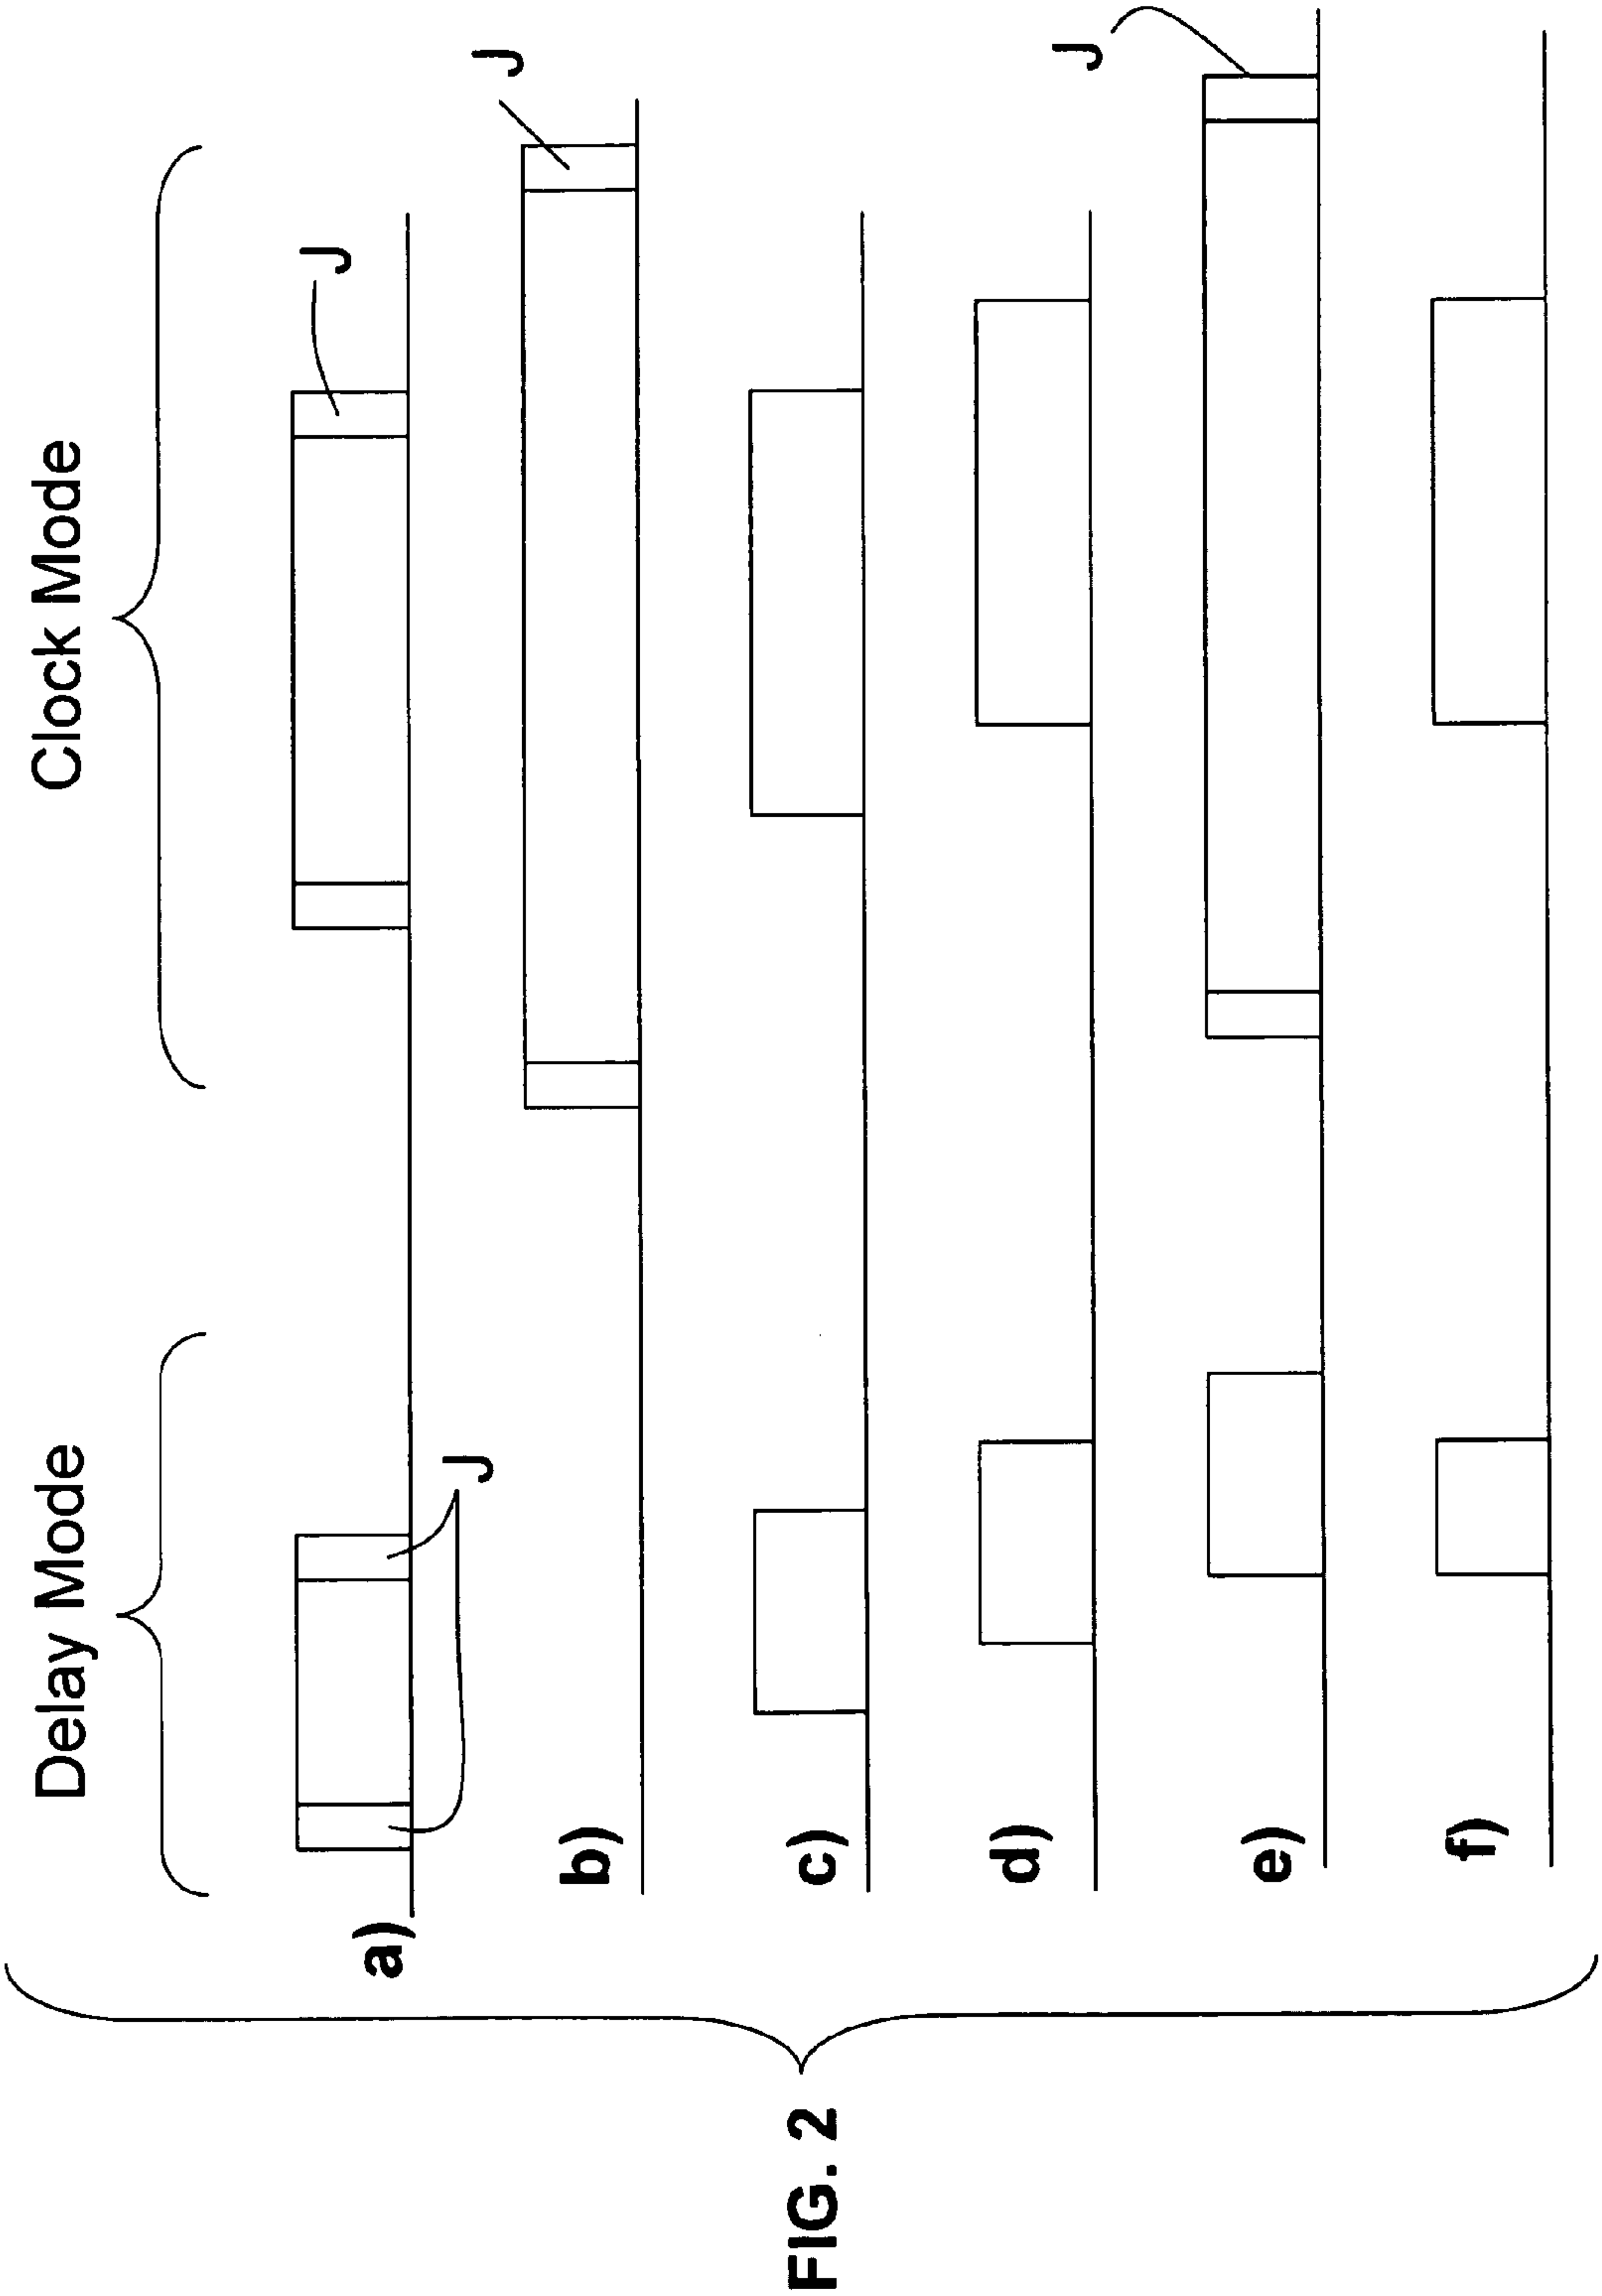 Delay Mode
Clock Mode
a)
J
J
b)
J
c)
d)
e)
J
f)
FIG. 2